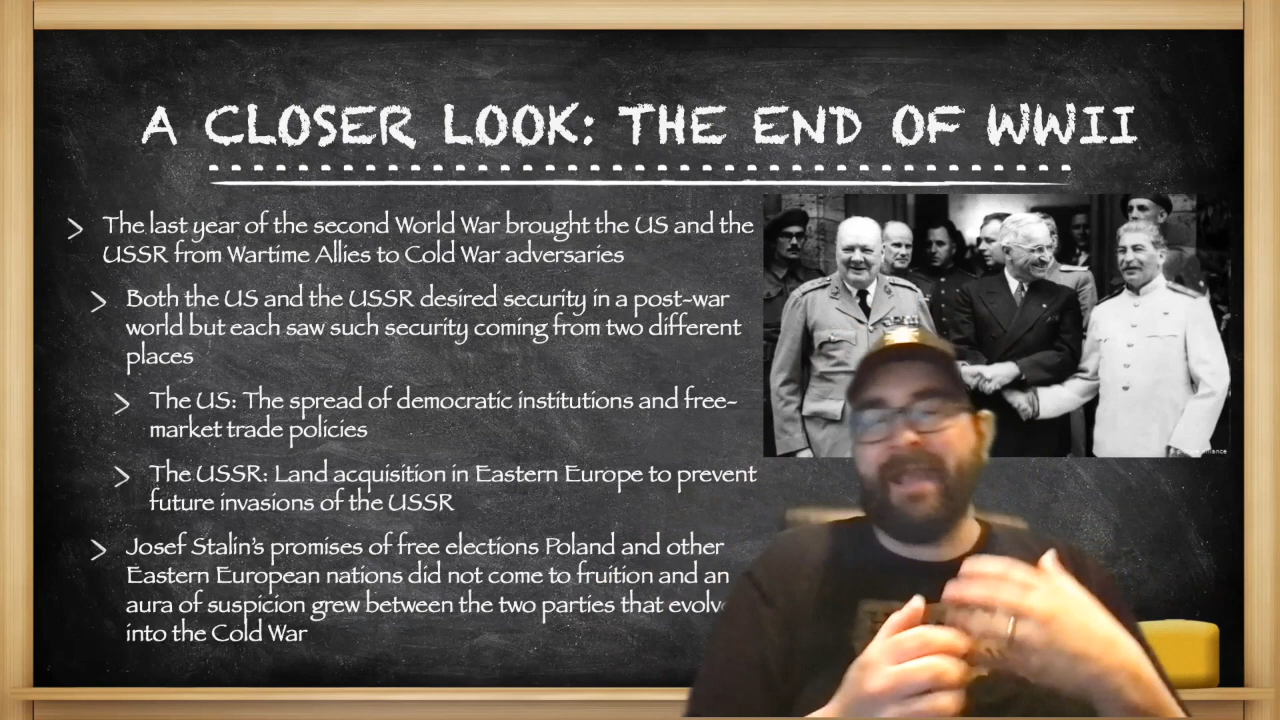 A CLOSER LOOK: THE END OF WWII
The last year of the second World War brought the US and the
USSR from Wartime Allies to Cold War adversaries
Both the US and the USSR desired security in a post-war
world but each saw such security coming from two different
places
The US: The spread of democratic institutions and free-
market trade policies
The USSR: Land acquisition in Eastern Europe to prevent
future invasions of the USSR
Josef Stalin's promises of free elections Poland and other
Eastern European nations did not come to fruition and an
aura of suspicion grew between the two parties that
into the Cold War